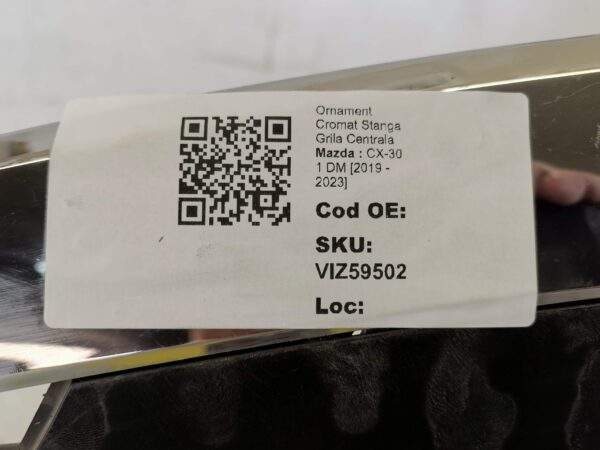 Ornament
Cromat Stanga
Grila Centrala
Mazda : CX-30
1 DM [2019 -
2023]
Cod OE:
SKU:
VIZ59502
Loc: